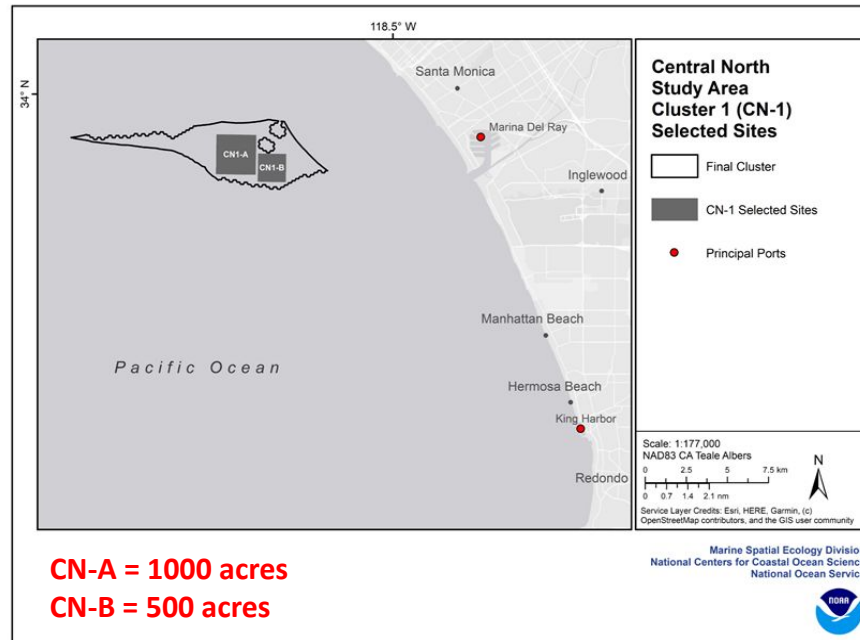 118.5° W
34° N
Santa Monica
Marina Del Ray
Inglewood
CN1-A
CN1-B
Manhattan Beach
Pacific Ocean
Hermosa Beach
King Harbor
Redondo
Central North
Study Area
Cluster 1 (CN-1)
Selected Sites
Final Cluster
CN-1 Selected Sites
Principal Ports
Scale: 1:177,000
NAD83 CA Teale Albers
0 2.5 5 7.5 km
0 0.7 1.4 2.1 nm
N
Service Layer Credits: Esri, HERE, Garmin, (c)
OpenStreetMap contributors, and the GIS user community
CN-A = 1000 acres
CN-B = 500 acres
Marine Spatial Ecology Divisio
National Centers for Coastal Ocean Scienc
National Ocean Servic
NOAA